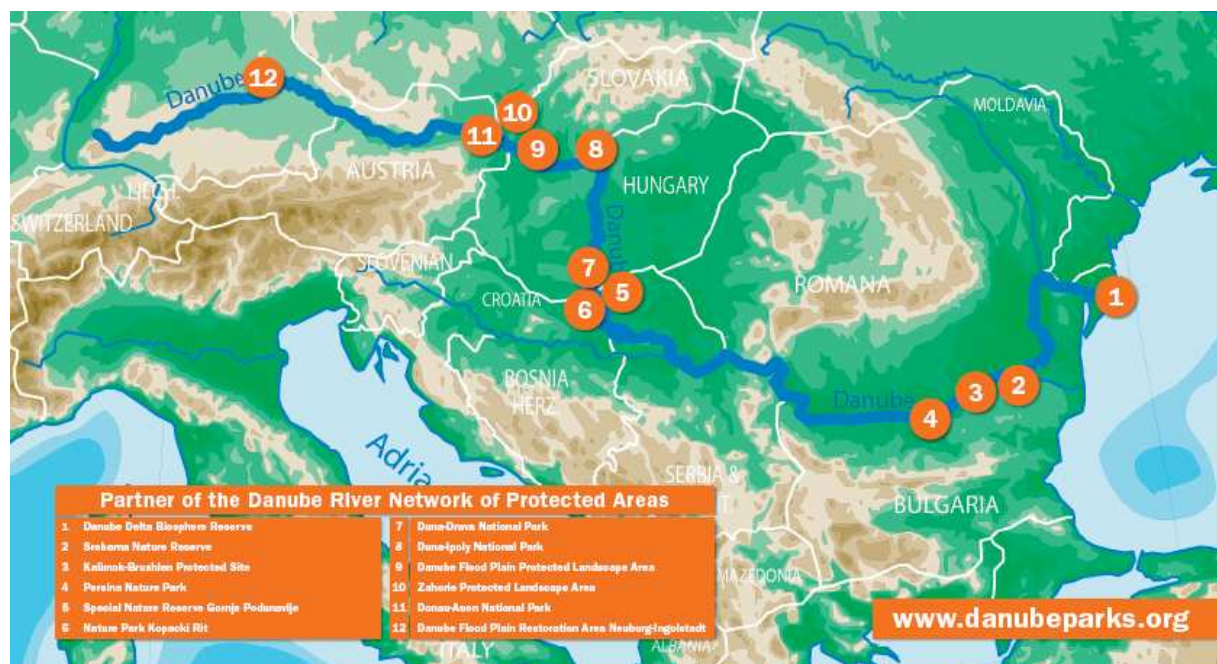 12
Danube
SLOVAKIA
MOLDAVIA
10
11
9
8
AUSTRIA
HUNGARY
LIECH.
SWITZERLAND
Danub
SLOVENIAN
7
5
CROATIA
6
ROMANA
1
BOSNIA
HERZ.
Danube
4
3
2
Adria
SERBIA &
T
BULGARIA
MAZEDONIA
ALBANIA
ITALY
Partner of the Danube River Network of Protected Areas
1 Danube Delta Biosphere Reserve
2 Srebarna Nature Reserve
3 Kalimok-Brushlen Protected Site
4 Persina Nature Park
5 Special Nature Reserve Gornje Podunavlje
6 Nature Park Kopacki Rit
7 Duna-Drava National Park
8 Duna-Ipoly National Park
9 Danube Flood Plain Protected Landscape Area
10 Zahorie Protected Landscape Area
11 Donau-Auen National Park
12 Danube Flood Plain Restoration Area Neuburg-Ingolstadt
www.danubeparks.org